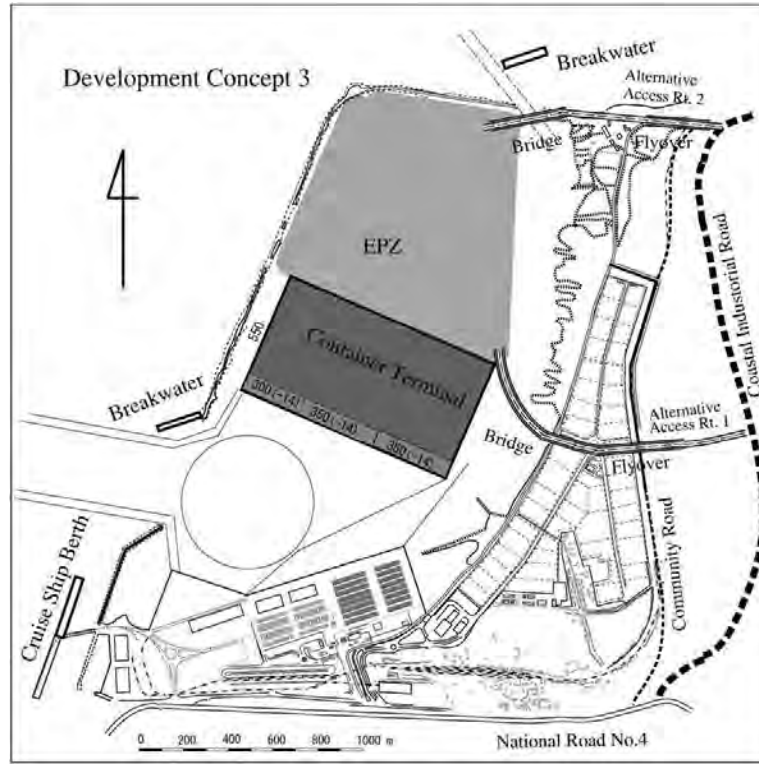 Development Concept 3
Breakwater
Alternative
Access Rt. 2
Bridge
Flyover
EPZ
Coastal Industorial Road
550
Container Terminal
300 (-14)
350 (-14)
350 (-14)
Breakwater
Bridge
Alternative
Access Rt. 1
Flyover
Community Road
Cruise Ship Berth
0 200 400 600 800 1000 m
National Road No.4